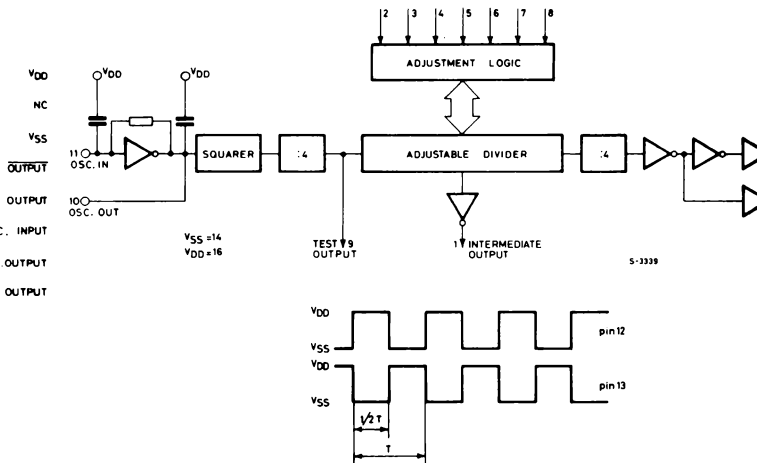 2 3 4 5 6 7 8
ADJUSTMENT LOGIC
VDD
NC
VSS
OUTPUT
OUTPUT
C. INPUT
.OUTPUT
OUTPUT
VDD
VDD
11
OSC. IN
10
OSC. OUT
SQUARER
:4
ADJUSTABLE DIVIDER
:4
VSS =14
VDD =16
TEST 9
OUTPUT
1 INTERMEDIATE
OUTPUT
S-3339
VDD
VSS
pin 12
VDD
VSS
pin 13
1/2 T
T